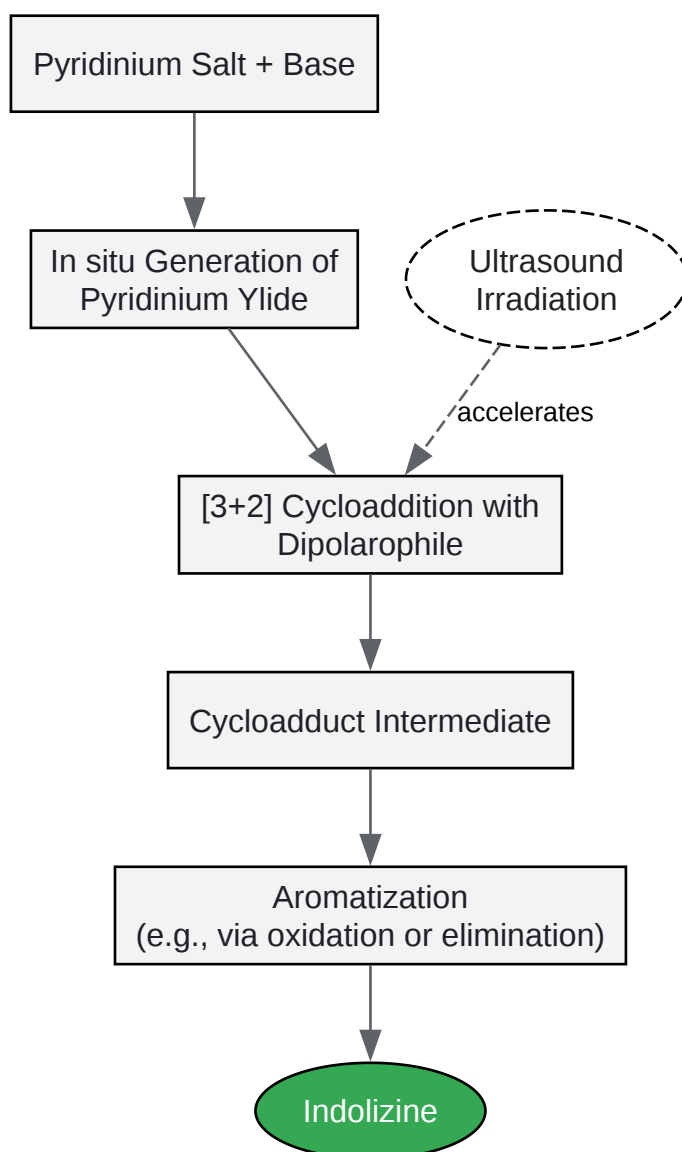 Pyridinium Salt + Base
In situ Generation of
Pyridinium Ylide
Ultrasound
Irradiation
accelerates
[3+2] Cycloaddition with
Dipolarophile
Cycloadduct Intermediate
Aromatization
(e.g., via oxidation or elimination)
Indolizine